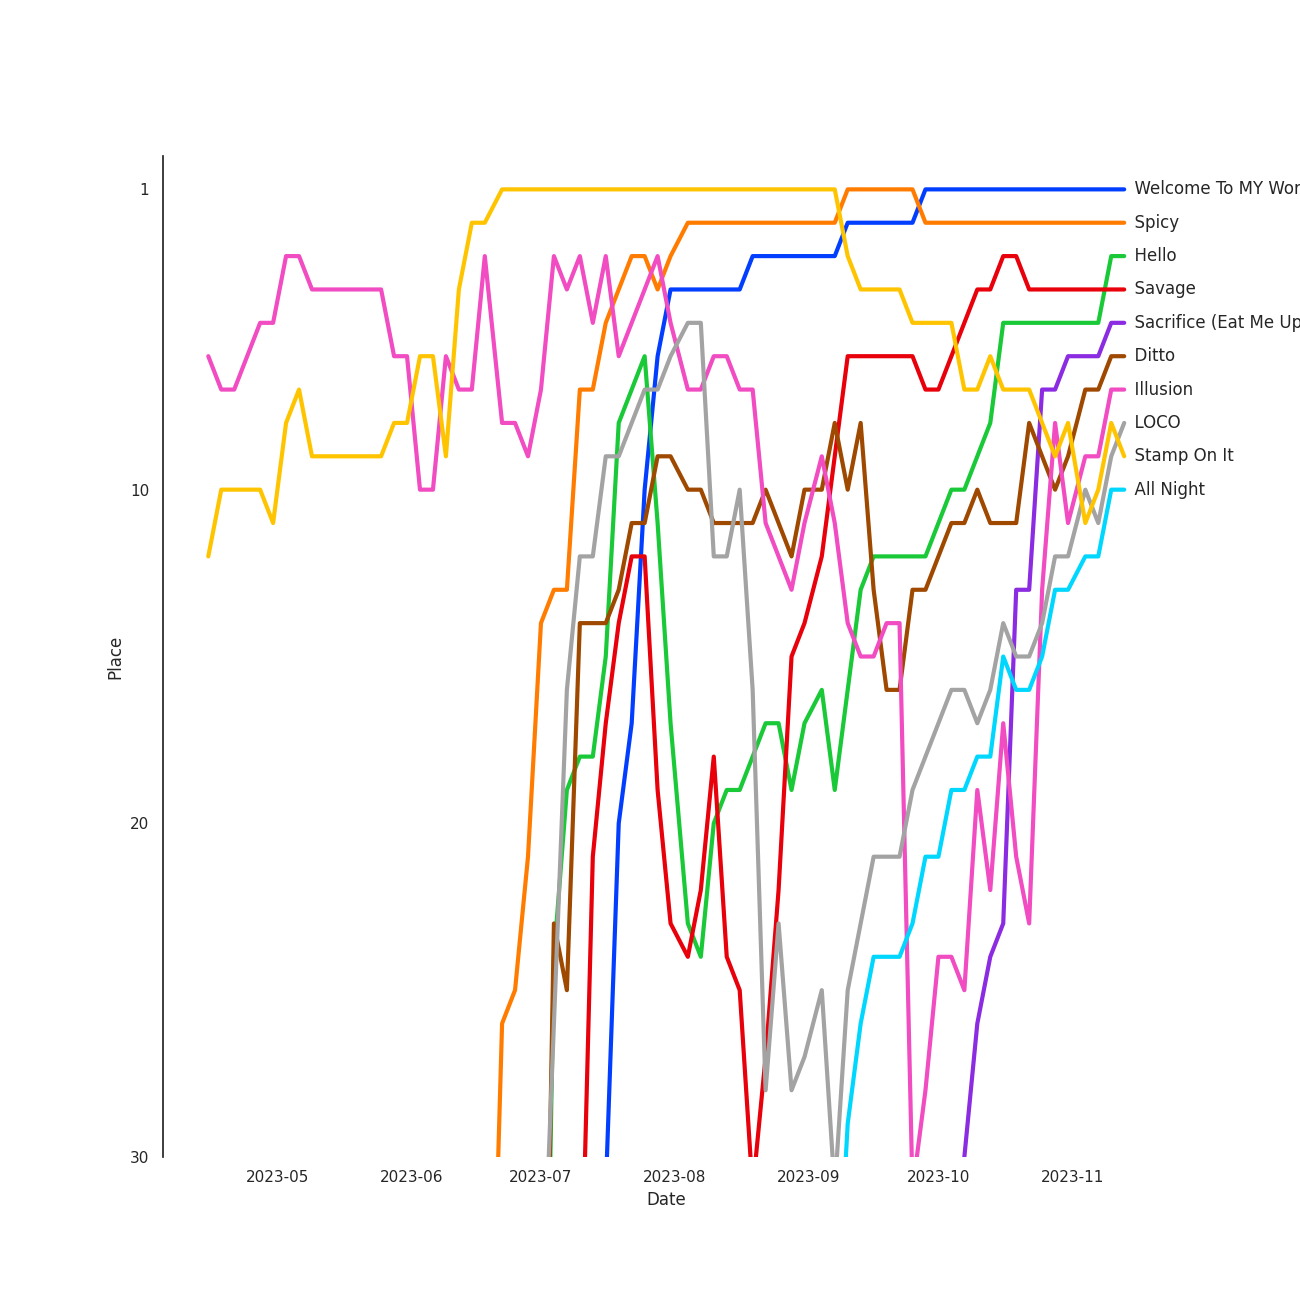 1
10
20
30
Place
2023-05
2023-06
2023-07
2023-08
2023-09
2023-10
2023-11
Date
Welcome To MY Wor
Spicy
Hello
Savage
Sacrifice (Eat Me Up
Ditto
Illusion
LOCO
Stamp On It
All Night